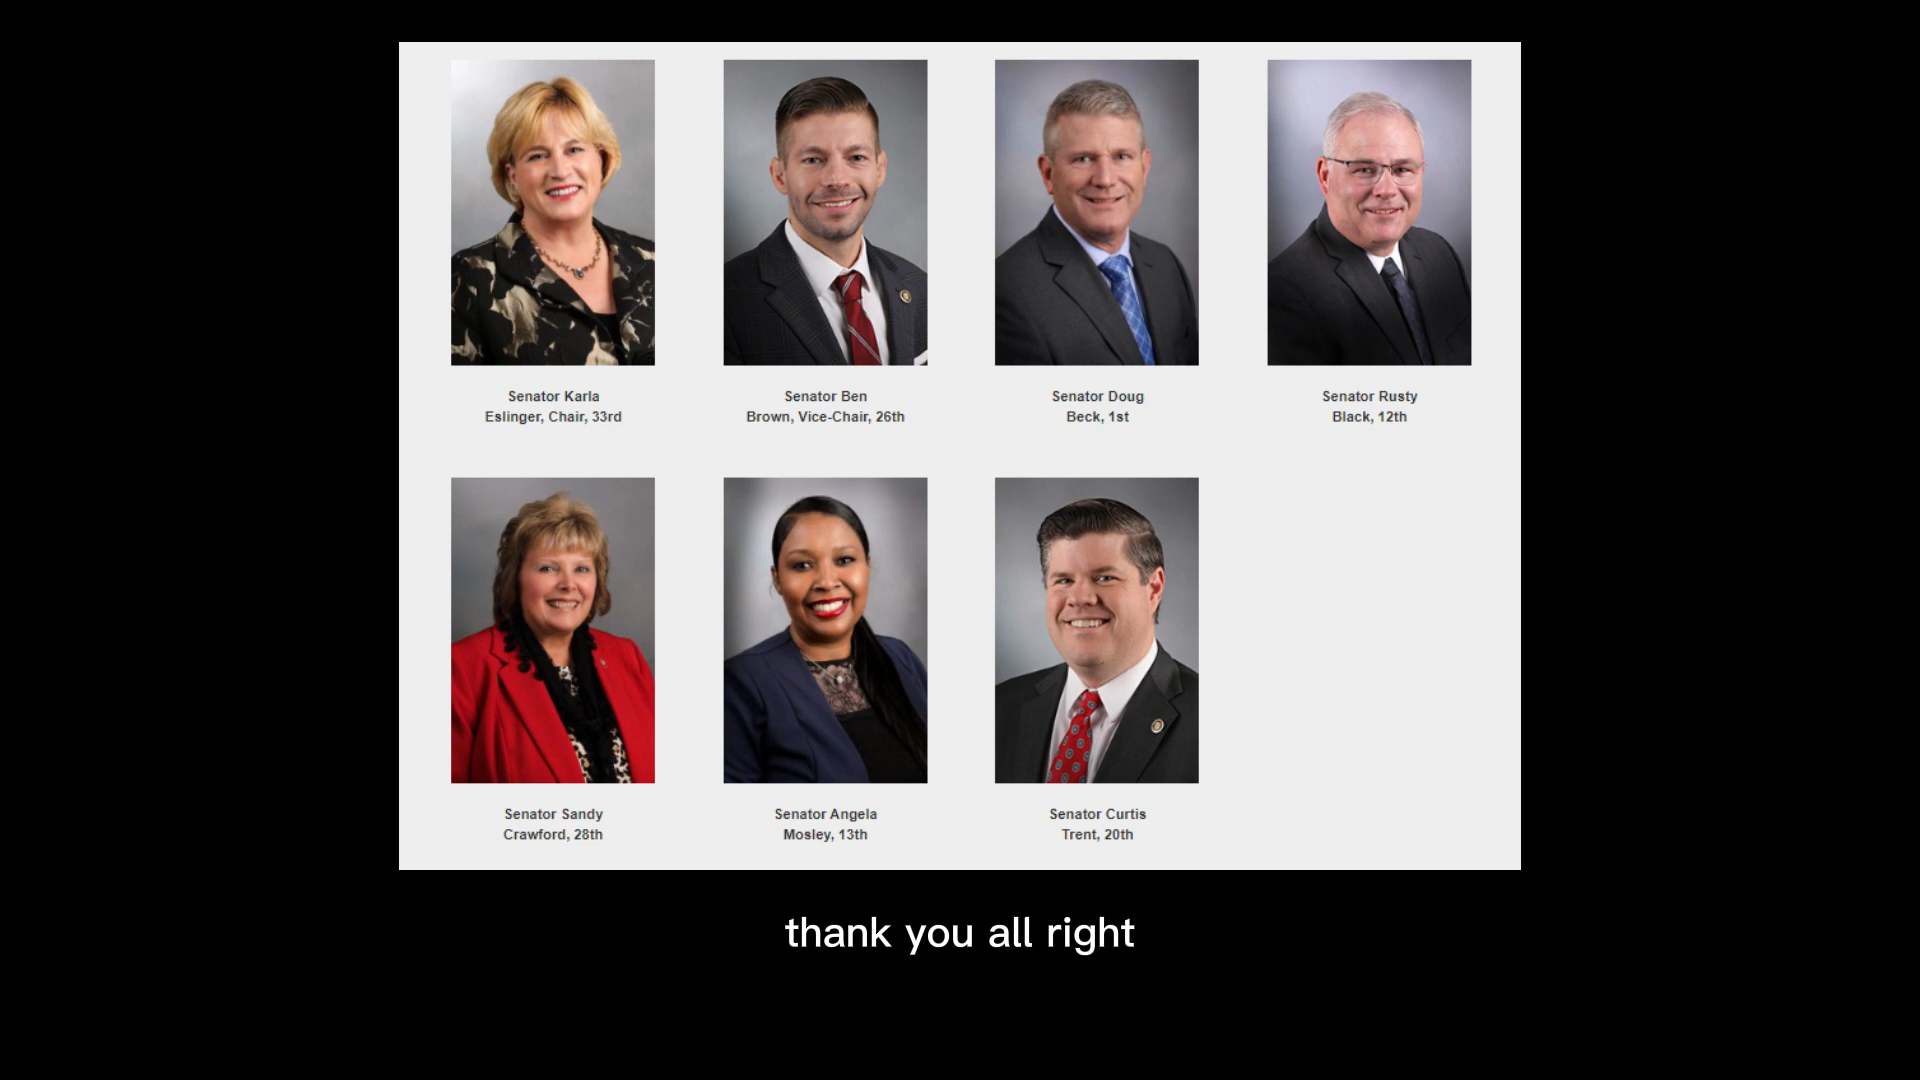 Senator Karla
Eslinger, Chair, 33rd
Senator Ben
Brown, Vice-Chair, 26th
Senator Doug
Beck, 1st
Senator Rusty
Black, 12th
Senator Sandy
Crawford, 28th
Senator Angela
Mosley, 13th
Senator Curtis
Trent, 20th
thank you all right